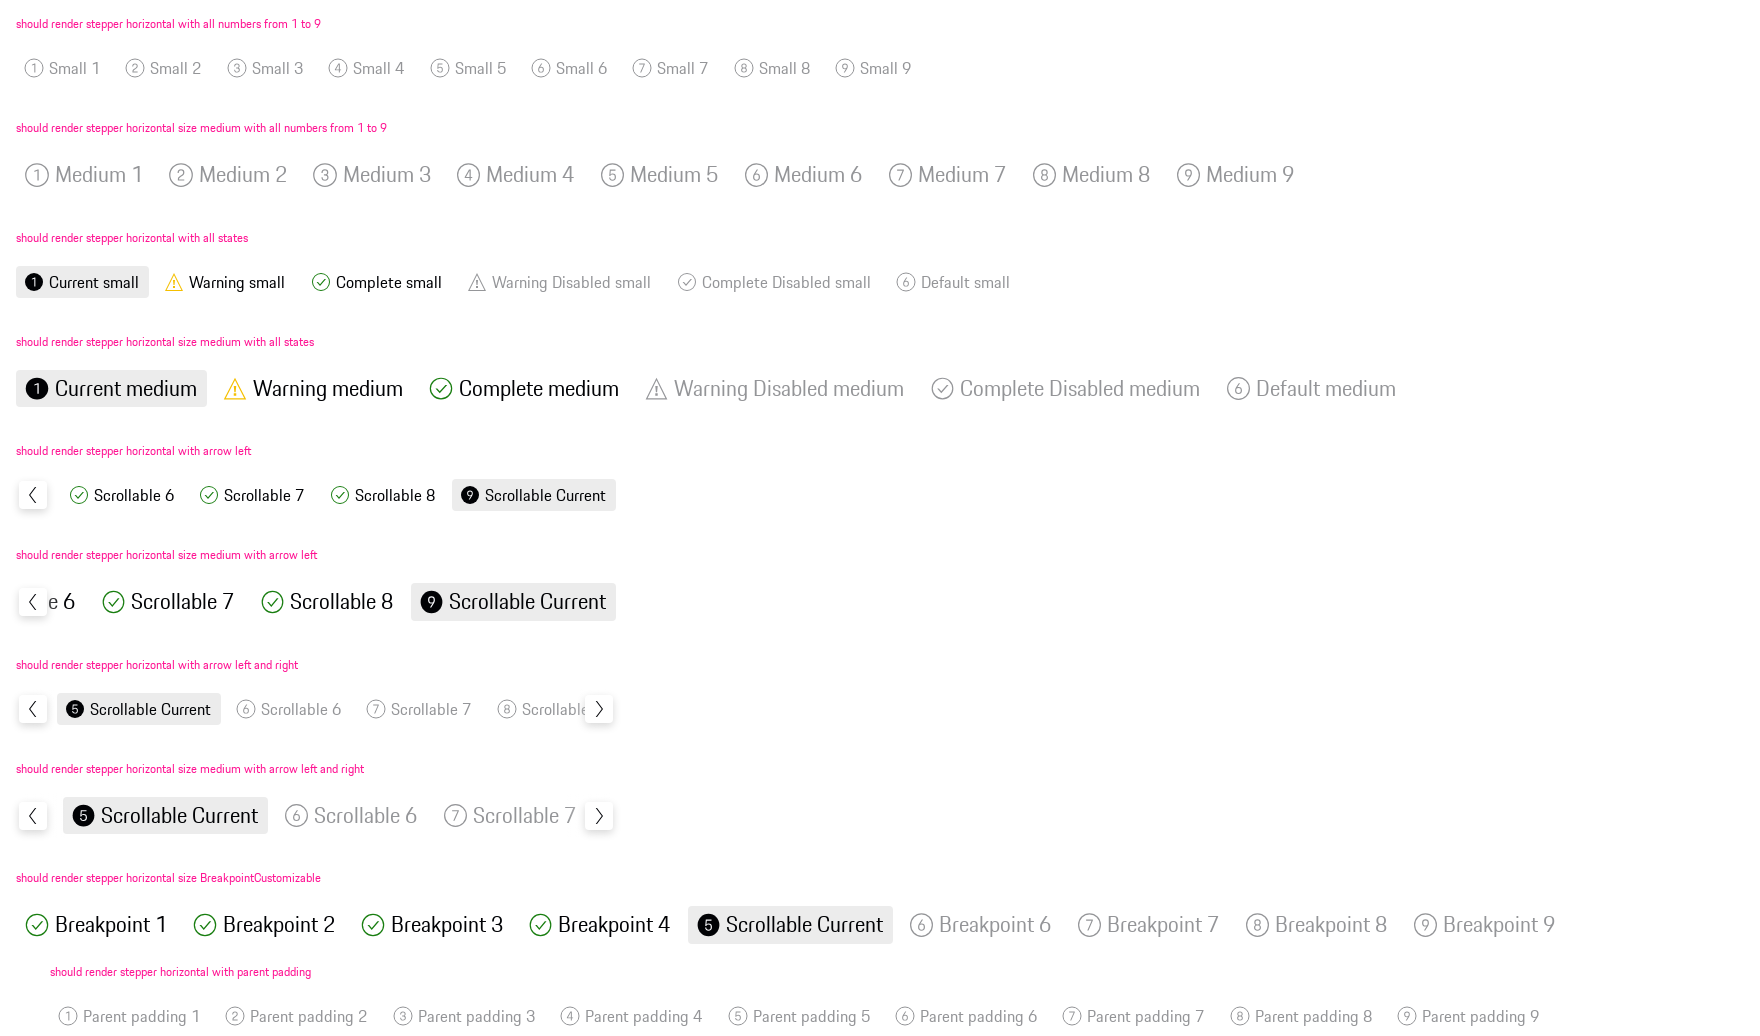 should render stepper horizontal with all numbers from 1 to 9
1 Small 1 2 Small 2 3 Small 3 4 Small 4 5 Small 5 6 Small 6 7 Small 7 8 Small 8 9 Small 9
should render stepper horizontal size medium with all numbers from 1 to 9
1 Medium 1 2 Medium 2 3 Medium 3 4 Medium 4 5 Medium 5 6 Medium 6 7 Medium 7 8 Medium 8 9 Medium 9
should render stepper horizontal with all states
1 Current small Warning small Complete small Warning Disabled small Complete Disabled small 6 Default small
should render stepper horizontal size medium with all states
1 Current medium Warning medium Complete medium Warning Disabled medium Complete Disabled medium 6 Default medium
should render stepper horizontal with arrow left
Scrollable 6 Scrollable 7 Scrollable 8 9 Scrollable Current
should render stepper horizontal size medium with arrow left
e 6 Scrollable 7 Scrollable 8 9 Scrollable Current
should render stepper horizontal with arrow left and right
5 Scrollable Current 6 Scrollable 6 7 Scrollable 7 8 Scrollable
should render stepper horizontal size medium with arrow left and right
5 Scrollable Current 6 Scrollable 6 7 Scrollable 7
should render stepper horizontal size BreakpointCustomizable
Breakpoint 1 Breakpoint 2 Breakpoint 3 Breakpoint 4 5 Scrollable Current 6 Breakpoint 6 7 Breakpoint 7 8 Breakpoint 8 9 Breakpoint 9
should render stepper horizontal with parent padding
1 Parent padding 1 2 Parent padding 2 3 Parent padding 3 4 Parent padding 4 5 Parent padding 5 6 Parent padding 6 7 Parent padding 7 8 Parent padding 8 9 Parent padding 9